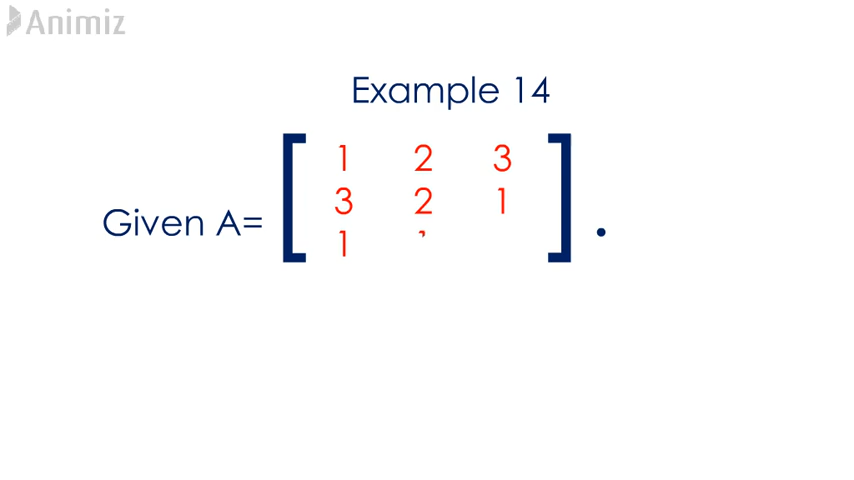 Animiz
Example 14
1 2 3
3 2 1
Given A= [ ] .
1